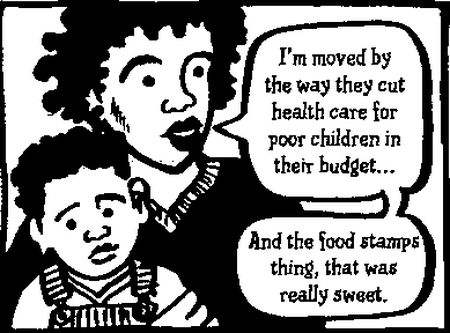 I'm moved by
the way they cut
health care for
poor children in
their budget...
And the food stamps
thing, that was
really sweet.